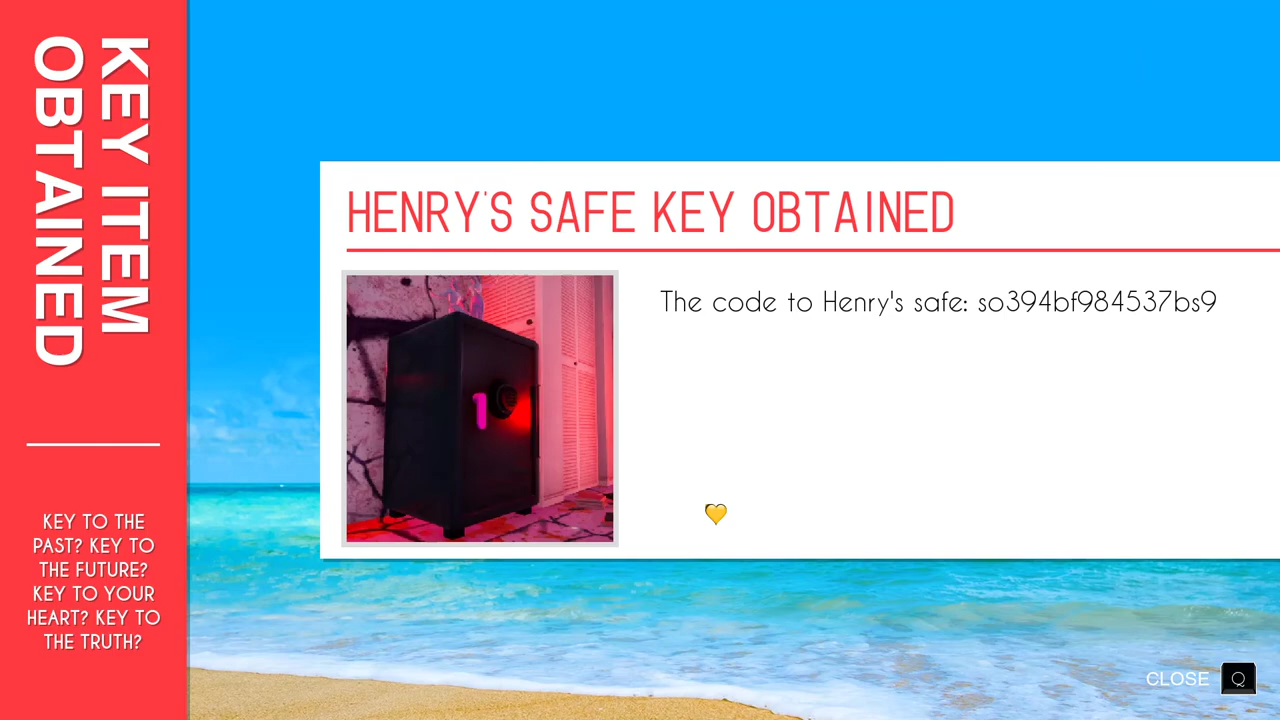 KEY ITEM
OBTAINED
KEY TO THE
PAST? KEY TO
THE FUTURE?
KEY TO YOUR
HEART? KEY TO
THE TRUTH?
HENRY'S SAFE KEY OBTAINED
The code to Henry's safe: so394bf984537bs9
CLOSE Q